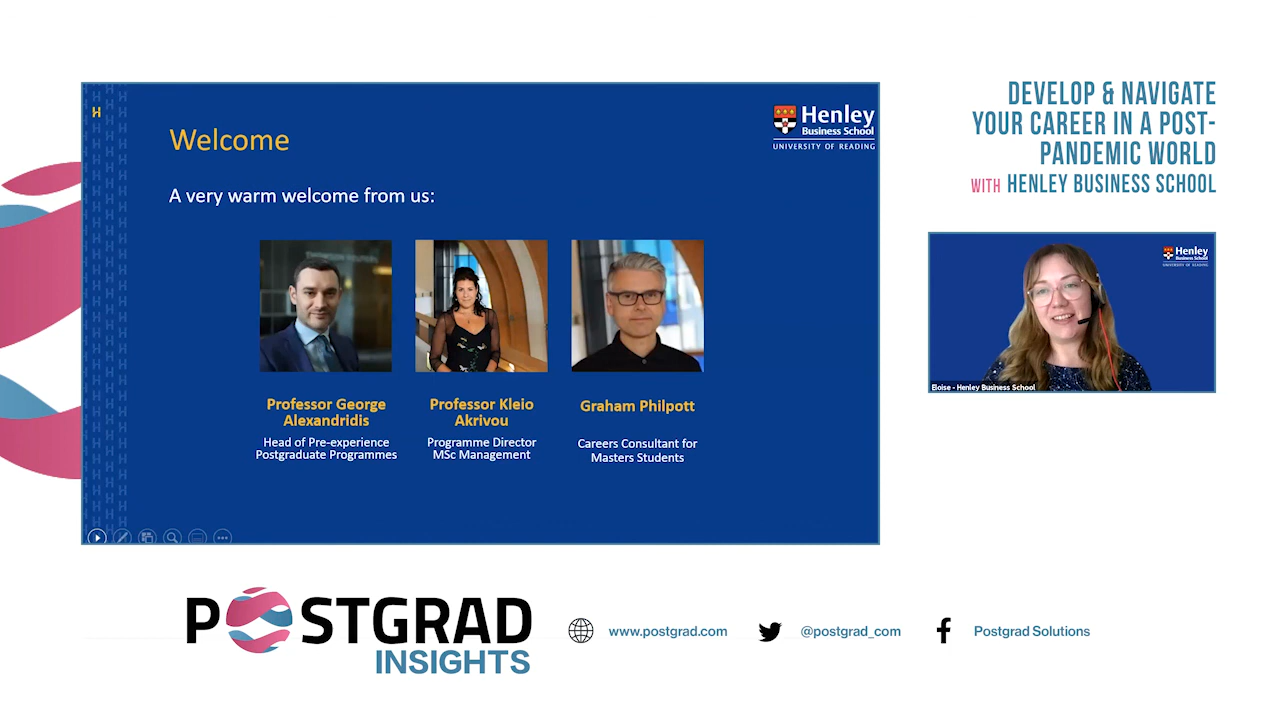 H
Welcome
Henley
Business School
UNIVERSITY OF READING
A very warm welcome from us:
Professor George
Alexandridis
Head of Pre-experience
Postgraduate Programmes
Professor Kleio
Akrivou
Programme Director
MSc Management
Graham Philpott
Careers Consultant for
Masters Students
DEVELOP & NAVIGATE
YOUR CAREER IN A POST-
PANDEMIC WORLD
WITH HENLEY BUSINESS SCHOOL
Henley
Business School
UNIVERSITY OF READING
Eloise - Henley Business School
POSTGRAD
INSIGHTS
www.postgrad.com
@postgrad_com
Postgrad Solutions